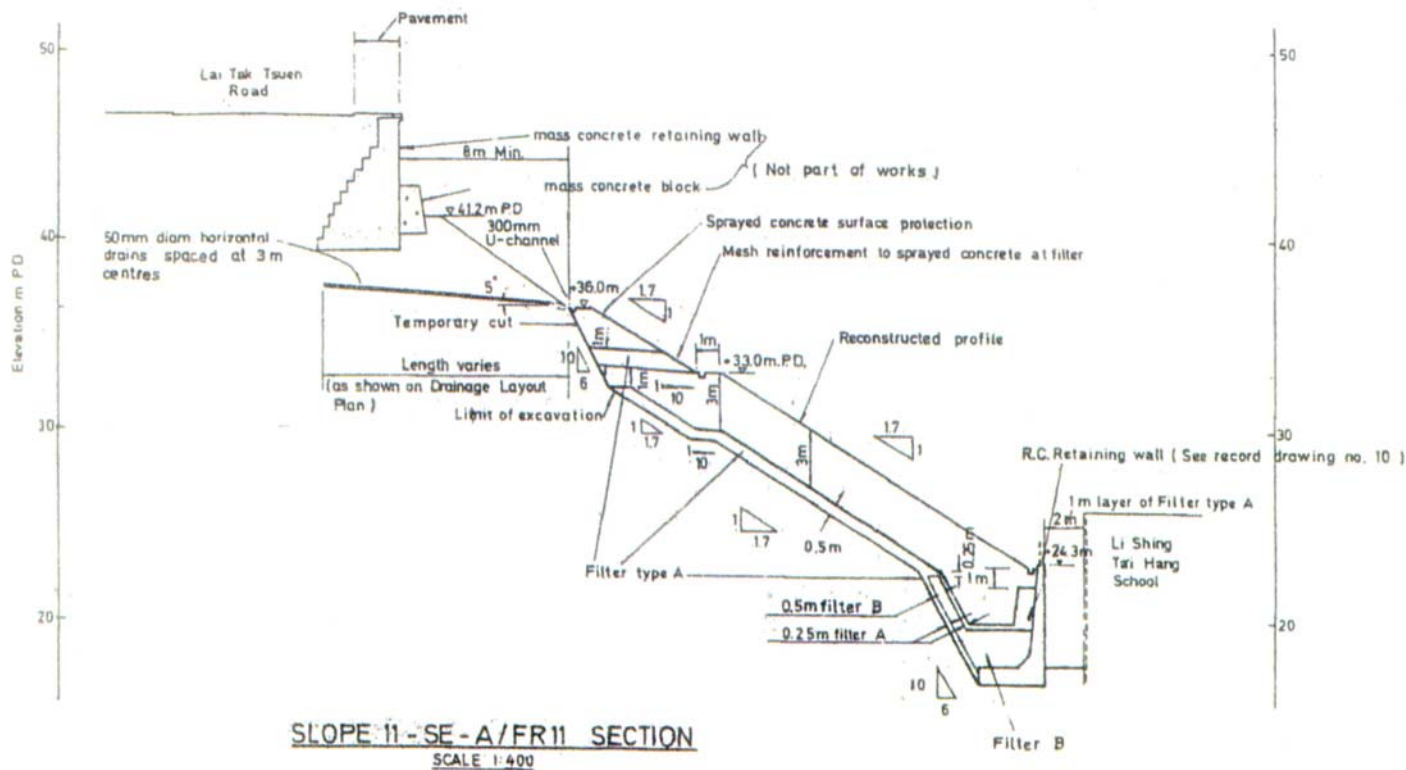 Pavement
50
50
Lai Tak Tsuen
Road
mass concrete retaining wall
8m Min.
( Not part of works )
mass concrete block
41.2m P.D
300mm
U-channel
Sprayed concrete surface protection
40
40
50mm diam horizontal
drains spaced at 3m
centres
Mesh reinforcement to sprayed concrete at filter
5°
+36.0m
1.7
1
Temporary cut
1m
1m
Reconstructed profile
+33.0m.P.D.
Elevation m P.D
10
6
Length varies
(as shown on Drainage Layout
Plan)
1m
1
10
3m
Limit of excavation
30
30
1
1.7
1
10
3m
1.7
1
R.C.Retaining wall ( See record drawing no. 10 )
1m layer of Filter type A
2m
1
1.7
0.5m
0.25m
+24.3m
Li Shing
Tai Hang
School
1m
Filter type A
0.5m filter B
0.25m filter A
20
20
10
6
Filter B
SLOPE 11-SE-A/FR11 SECTION
SCALE 1:400